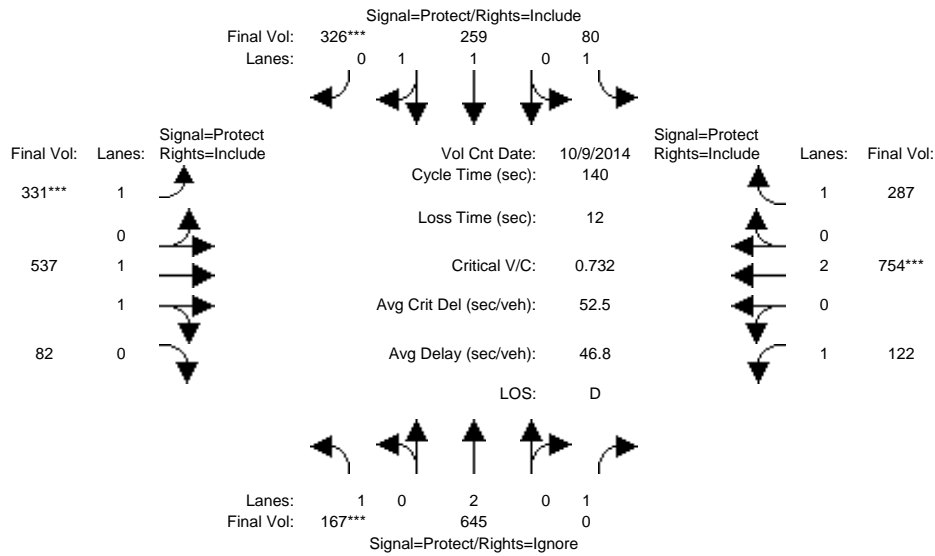 Signal=Protect/Rights=Include
Final Vol: 326*** 259 80
Lanes: 0 1 1 0 1
Signal=Protect
Final Vol: Lanes: Rights=Include
Vol Cnt Date: 10/9/2014
Signal=Protect
Rights=Include Lanes: Final Vol:
Cycle Time (sec): 140
331*** 1
1 287
Loss Time (sec): 12
0
0
537 1
Critical V/C: 0.732
2 754***
1
Avg Crit Del (sec/veh): 52.5
0
82 0
Avg Delay (sec/veh): 46.8
1 122
LOS: D
Lanes: 1 0 2 0 1
Final Vol: 167*** 645 0
Signal=Protect/Rights=Ignore